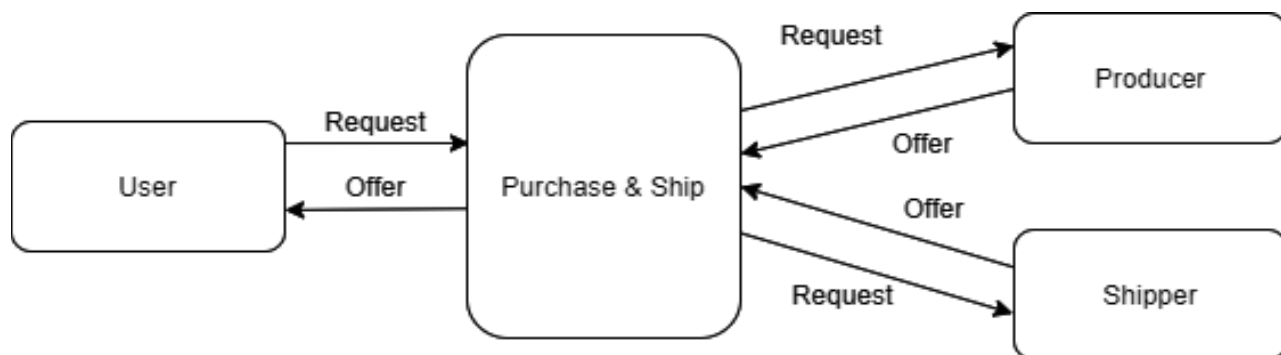 Request
Producer
Request
Offer
User
Offer
Purchase & Ship
Offer
Request
Shipper